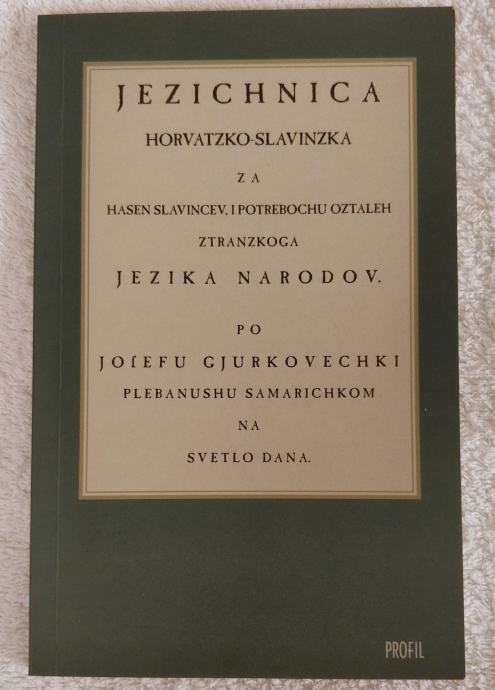 JEZICHNICA
HORVATZKO-SLAVINZKA
ZA
HASEN SLAVINCEV, I POTREBOCHU OZTALEH
ZTRANZKOGA
JEZIKA NARODOV.
PO
JOſEFU GJURKOVECHKI
PLEBANUSHU SAMARICHKOM
NA
SVETLO DANA.
PROFIL